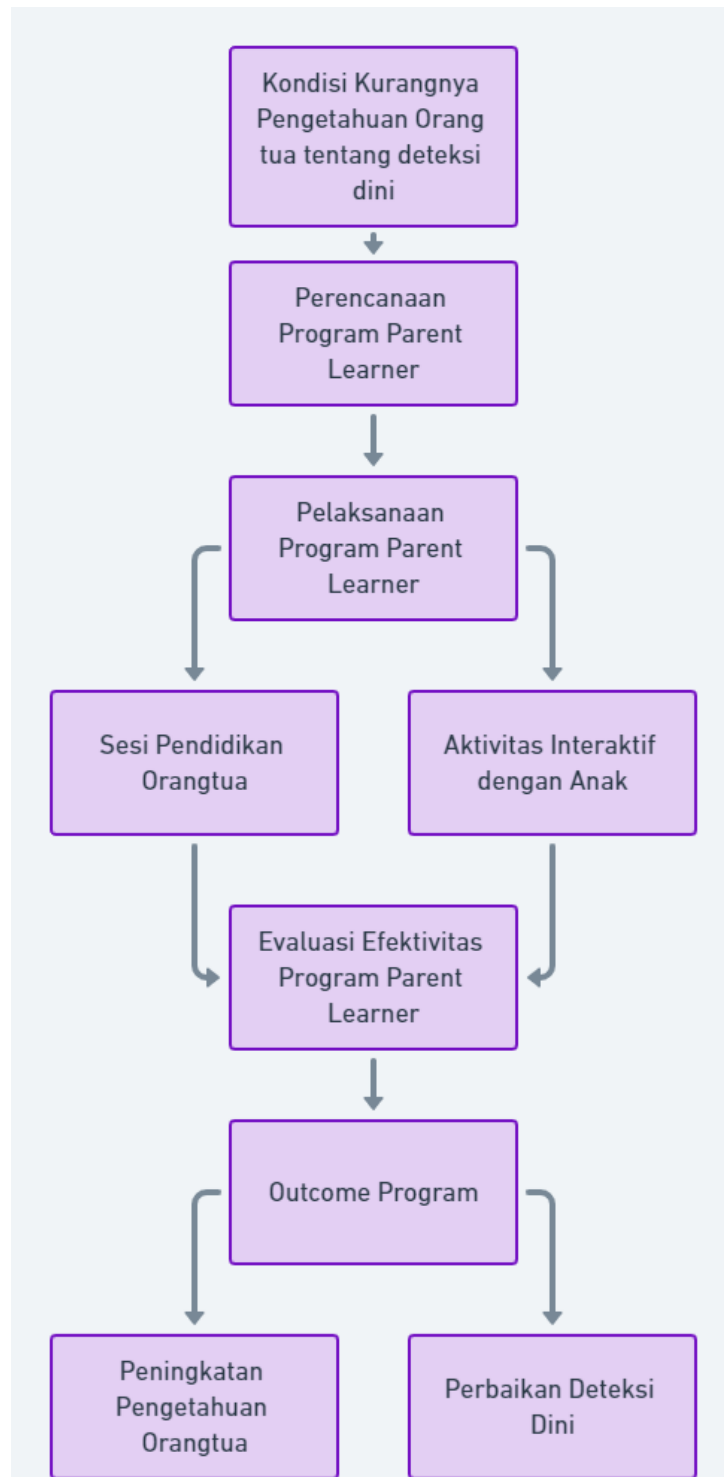 Kondisi Kurangnya
Pengetahuan Orang
tua tentang deteksi
dini
Perencanaan
Program Parent
Learner
Pelaksanaan
Program Parent
Learner
Sesi Pendidikan
Orangtua
Aktivitas Interaktif
dengan Anak
Evaluasi Efektivitas
Program Parent
Learner
Outcome Program
Peningkatan
Pengetahuan
Orangtua
Perbaikan Deteksi
Dini